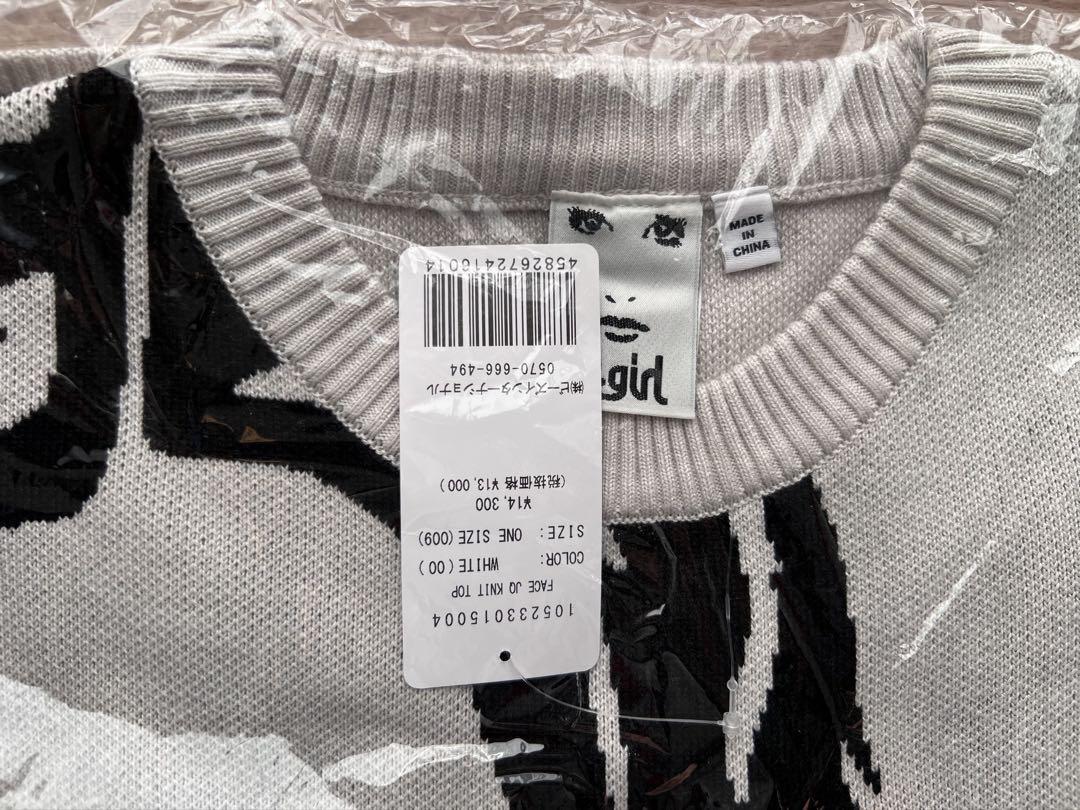 MADE
IN
CHINA
girl
105233015004
FACE JQ KNIT TOP
COLOR: WHITE(00)
SIZE: ONE SIZE(009)
¥14,300
(税抜価格 ¥13,000)
㈱ビーズインターナショナル
0570-666-494
4582672416014